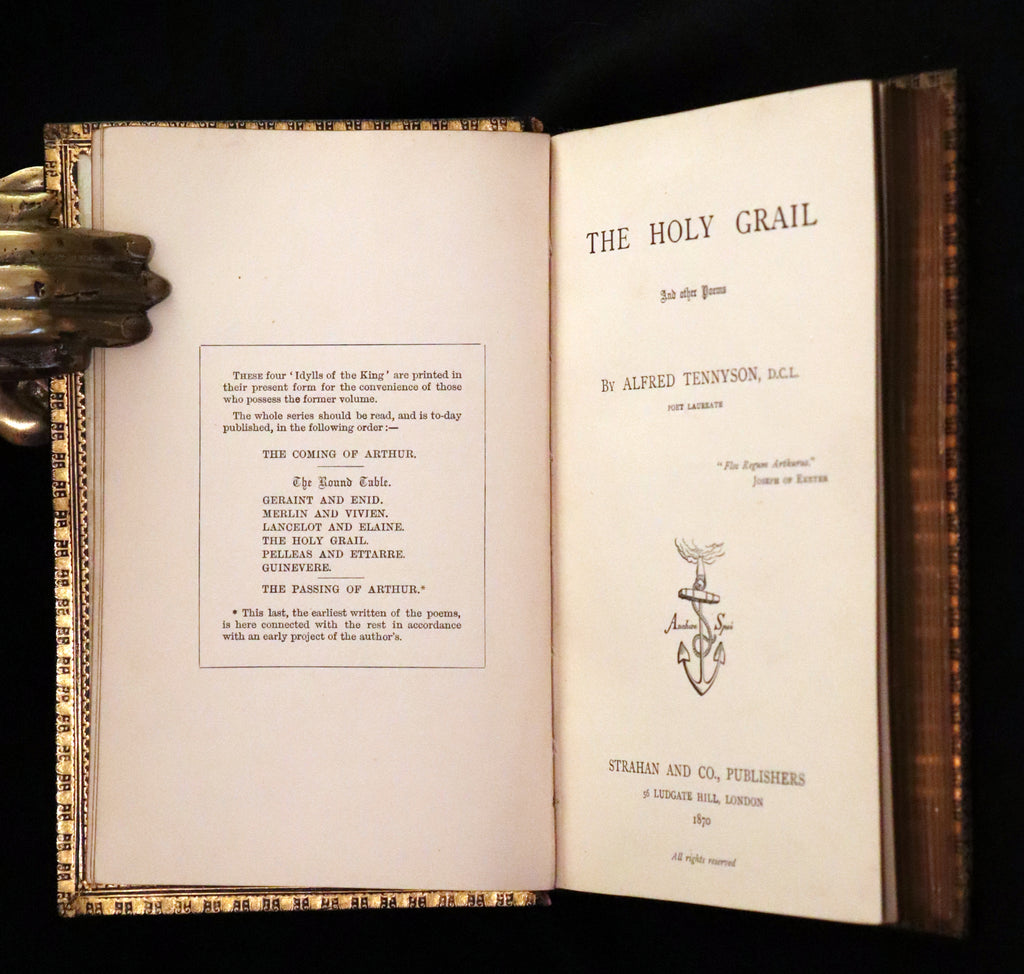 THESE four ‘Idylls of the King’ are printed in
their present form for the convenience of those
who possess the former volume.
The whole series should be read, and is to-day
published, in the following order :—
THE COMING OF ARTHUR.
The Round Table.
GERAINT AND ENID.
MERLIN AND VIVIEN.
LANCELOT AND ELAINE.
THE HOLY GRAIL.
PELLEAS AND ETTARRE.
GUINEVERE.
THE PASSING OF ARTHUR.*
* This last, the earliest written of the poems,
is here connected with the rest in accordance
with an early project of the author’s.
THE HOLY GRAIL
And other Poems
BY ALFRED TENNYSON, D.C.L.
POET LAUREATE
“Flos Regum Arthurus.”
JOSEPH OF EXETER
Anchora Spei
STRAHAN AND CO., PUBLISHERS
56 LUDGATE HILL, LONDON
1870
All rights reserved